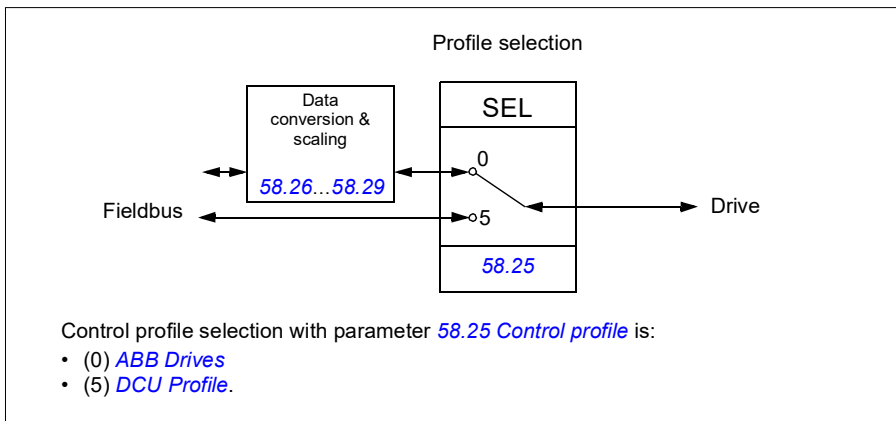 Profile selection
Data
conversion &
scaling
58.26...58.29
SEL
0
5
58.25
Fieldbus
Drive
Control profile selection with parameter 58.25 Control profile is:
• (0) ABB Drives
• (5) DCU Profile.